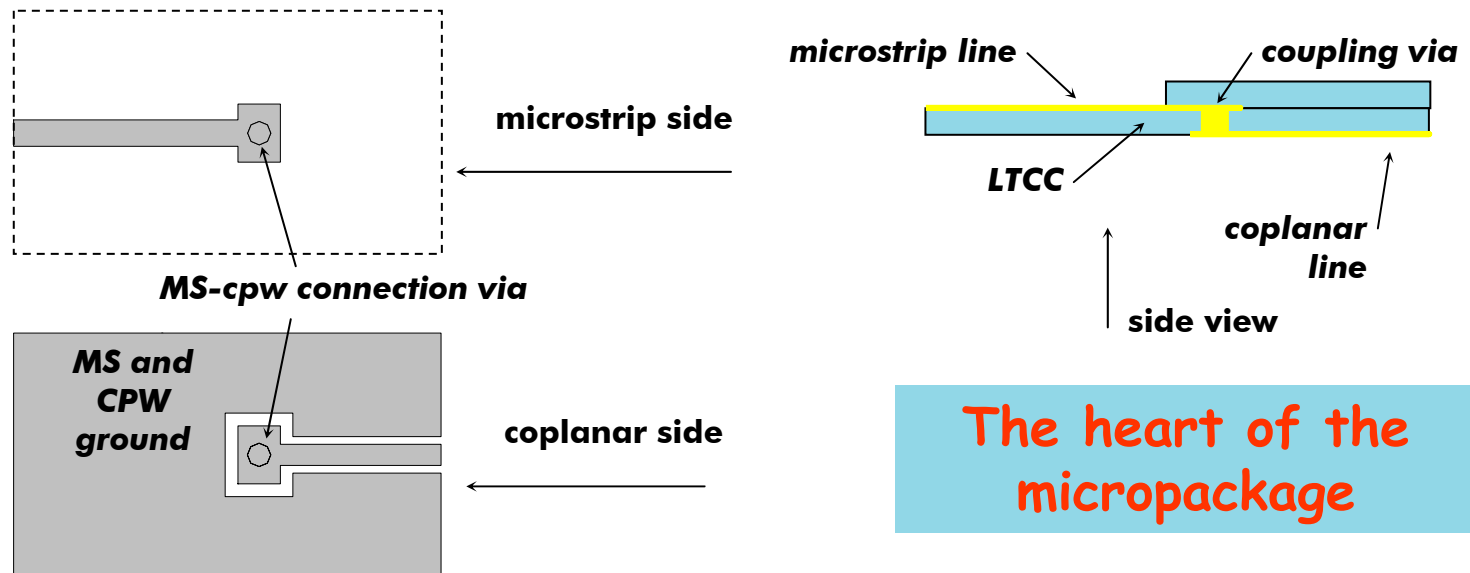 microstrip side
MS-cpw connection via
MS and
CPW
ground
coplanar side
microstrip line
coupling via
LTCC
coplanar
line
side view
The heart of the
micropackage